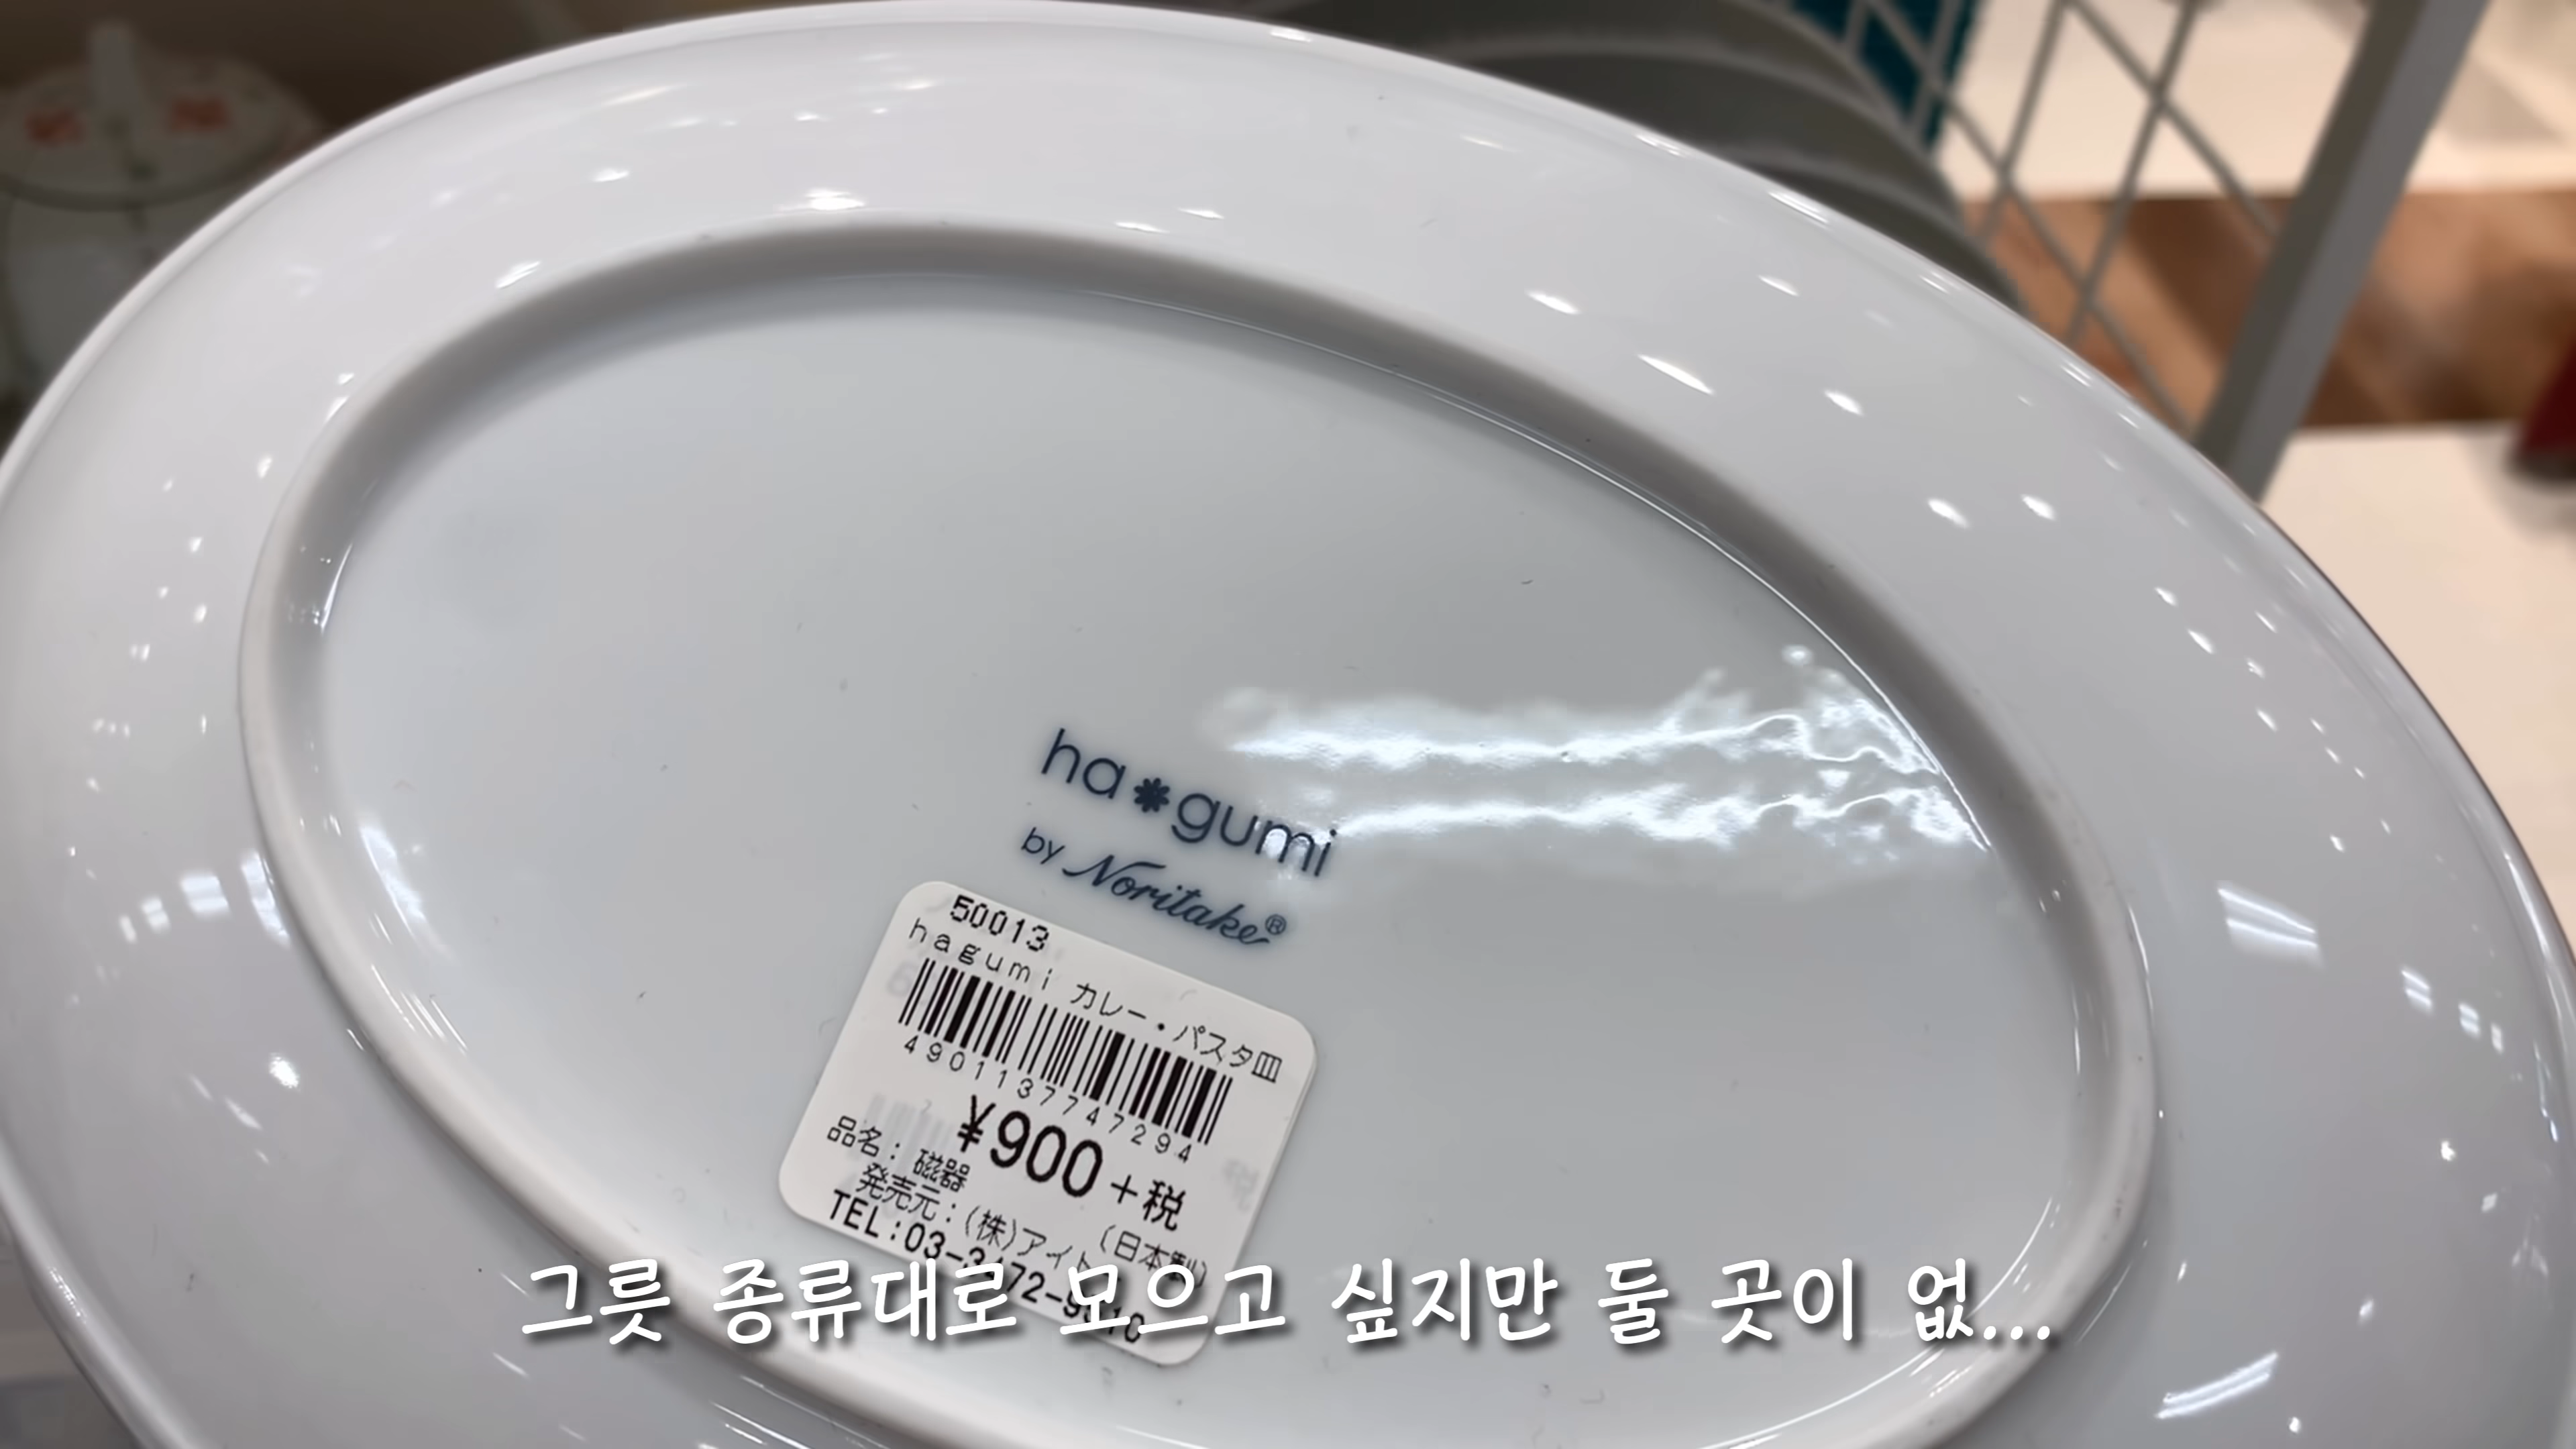 ha*gumi
by Noritake®
50013
hagumi カレー・パスタ皿
4901137747294
¥900+税
品名: 磁器
(日本製)
発売元:(株)アイト
그릇 종류대로 모으고 싶지만 둘 곳이 없...